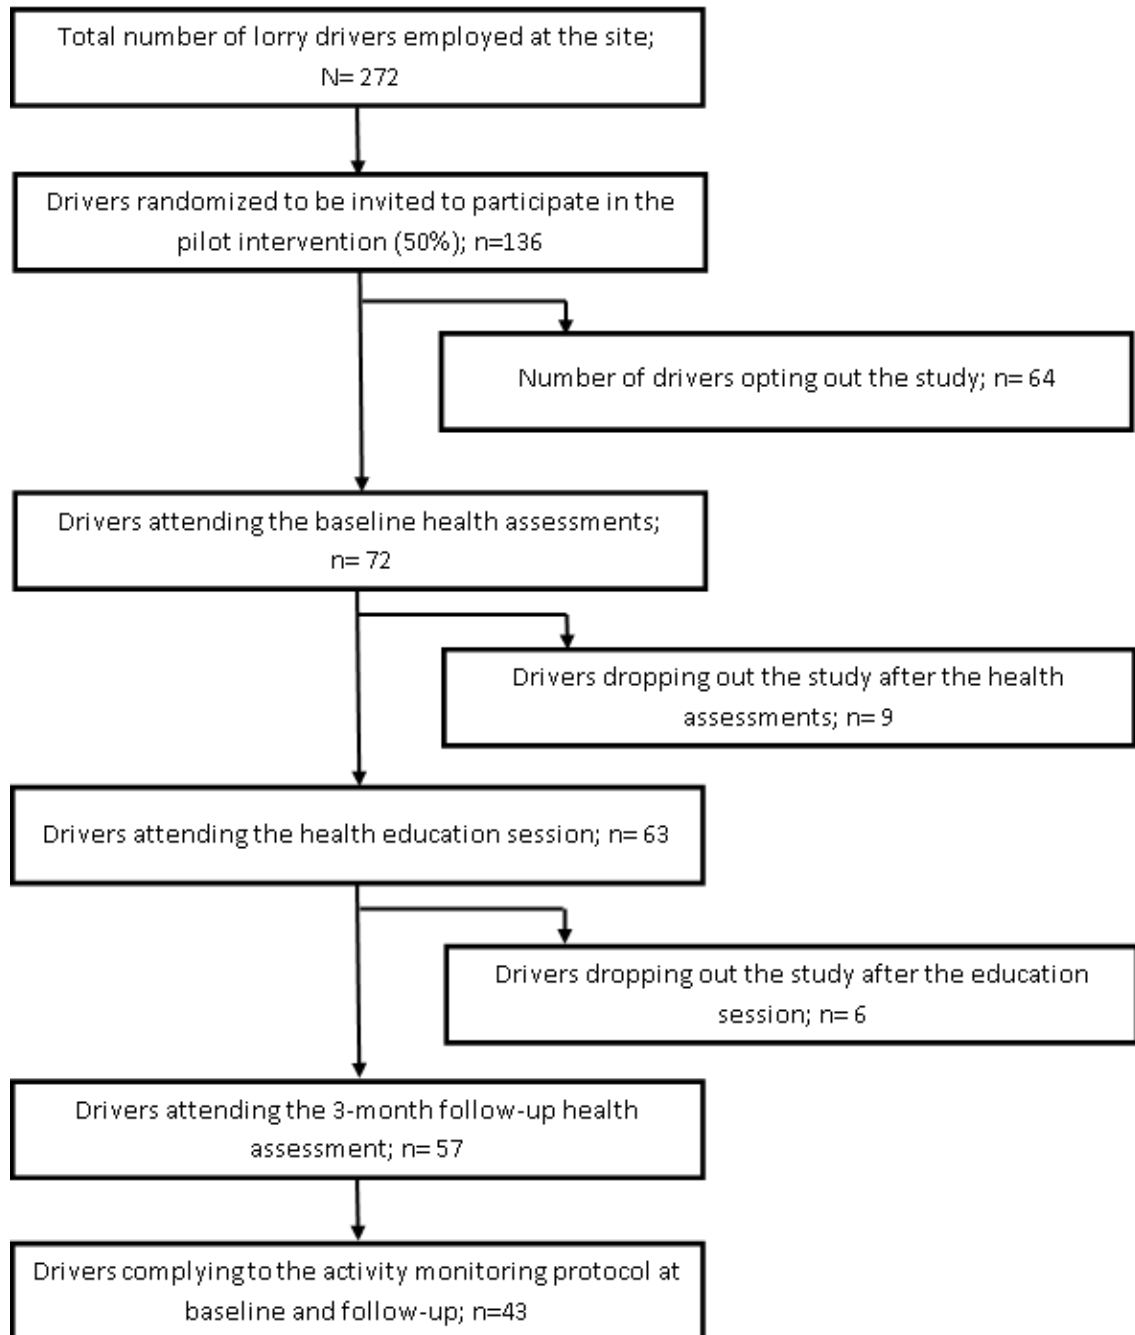 Total number of lorry drivers employed at the site;
N= 272
Drivers randomized to be invited to participate in the
pilot intervention (50%); n=136
Number of drivers opting out the study; n= 64
Drivers attending the baseline health assessments;
n= 72
Drivers dropping out the study after the health
assessments; n= 9
Drivers attending the health education session; n= 63
Drivers dropping out the study after the education
session; n= 6
Drivers attending the 3-month follow-up health
assessment; n= 57
Drivers complying to the activity monitoring protocol at
baseline and follow-up; n=43